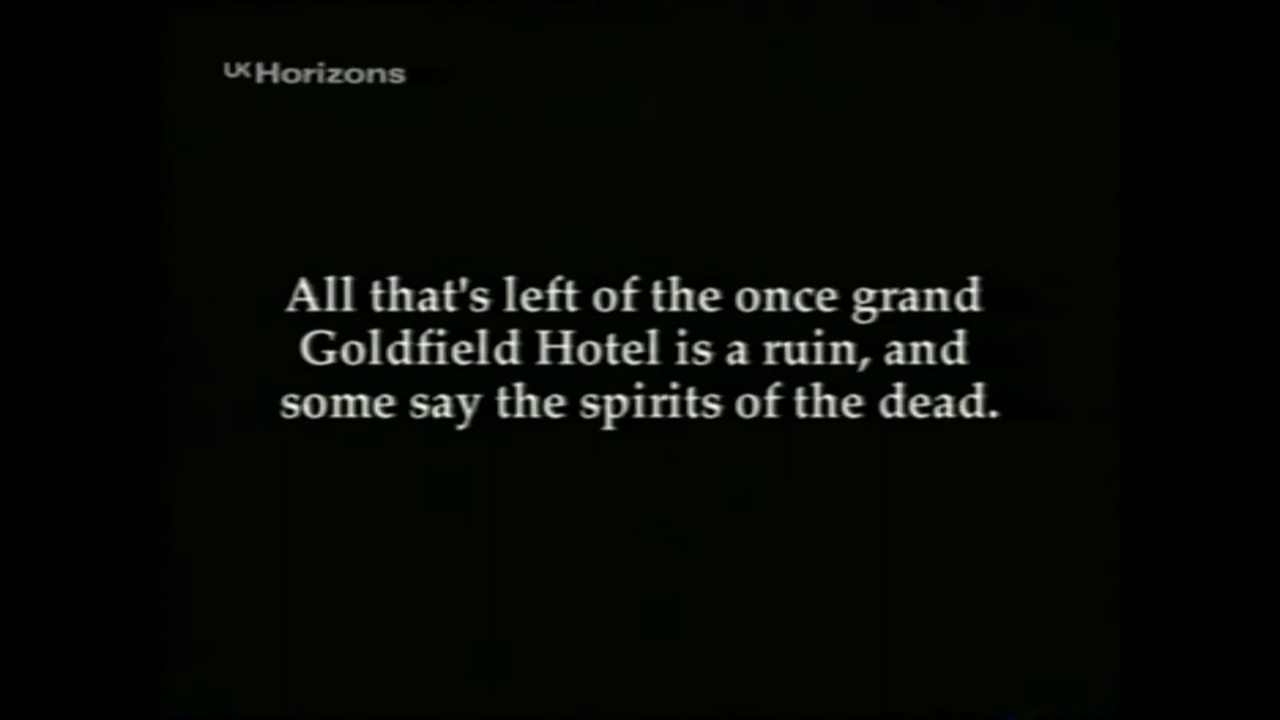 UKHorizons
All that's left of the once grand
Goldfield Hotel is a ruin, and
some say the spirits of the dead.